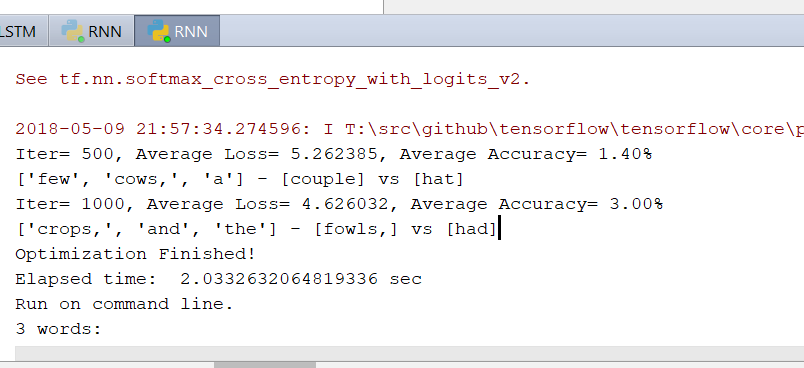 LSTM RNN RNN
See tf.nn.softmax_cross_entropy_with_logits_v2.
2018-05-09 21:57:34.274596: I T:\src\github\tensorflow\tensorflow\core\p
Iter= 500, Average Loss= 5.262385, Average Accuracy= 1.40%
['few', 'cows,', 'a'] - [couple] vs [hat]
Iter= 1000, Average Loss= 4.626032, Average Accuracy= 3.00%
['crops,', 'and', 'the'] - [fowls,] vs [had]
Optimization Finished!
Elapsed time:  2.0332632064819336 sec
Run on command line.
3 words: